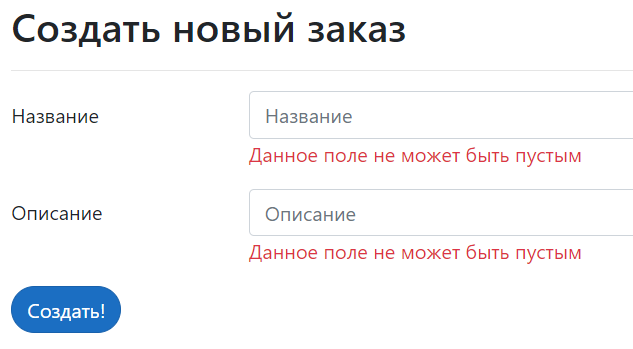 Создать новый заказ
Название
Название
Данное поле не может быть пустым
Описание
Описание
Данное поле не может быть пустым
Создать!